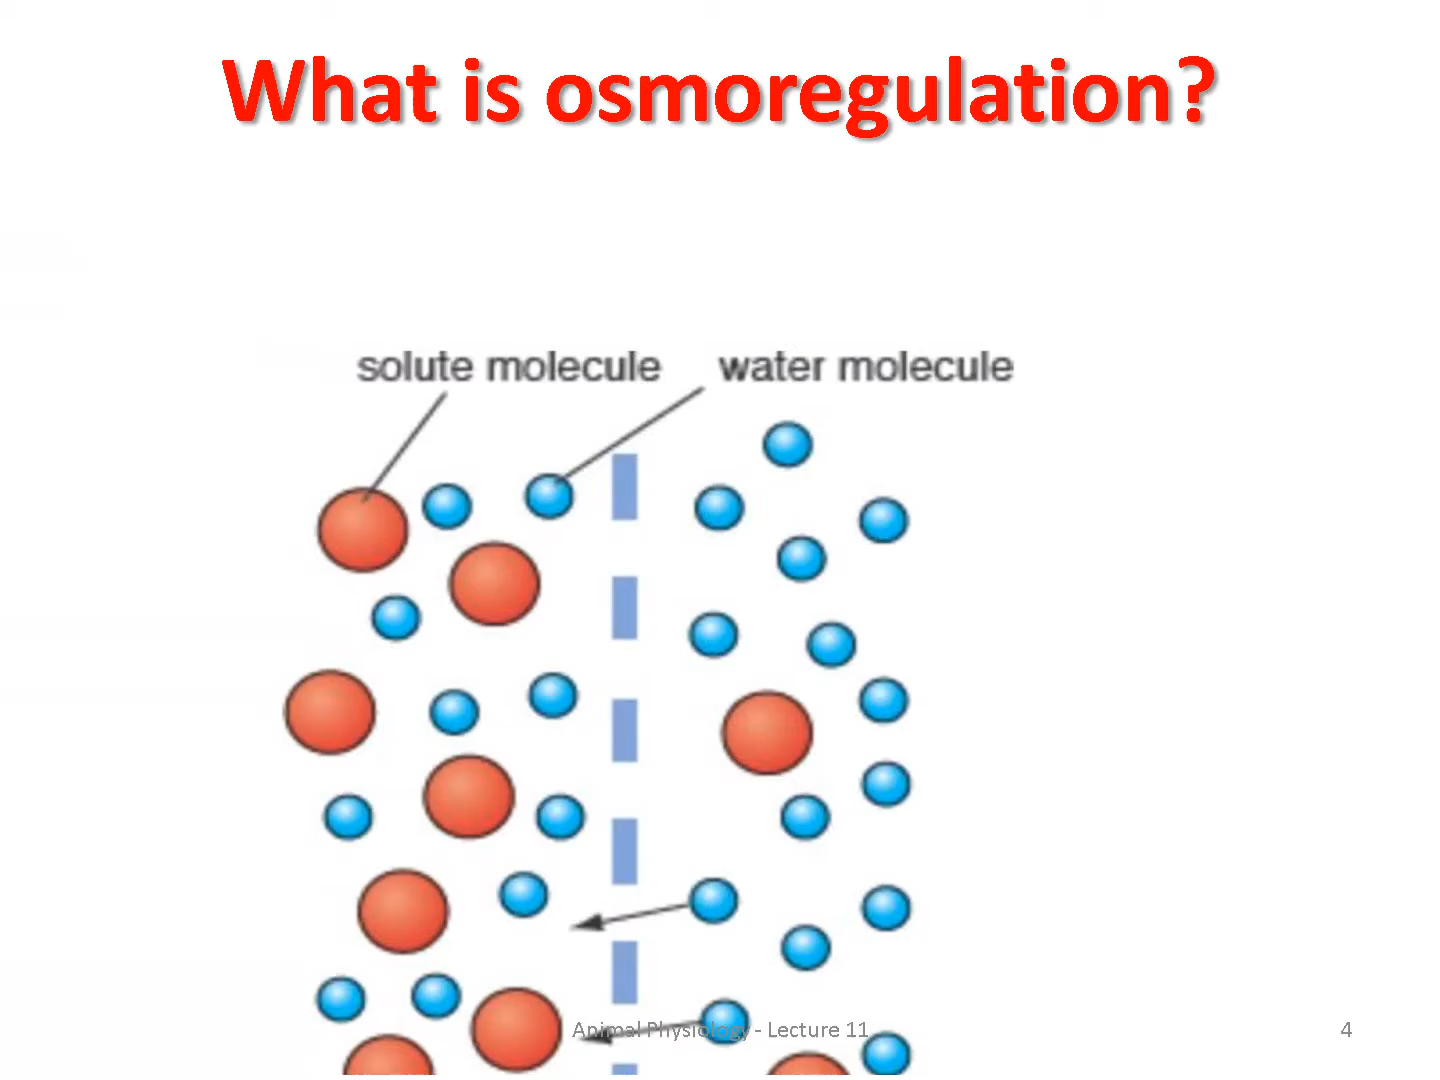 What is osmoregulation?
solute molecule water molecule
Animal Physiology - Lecture 11
4